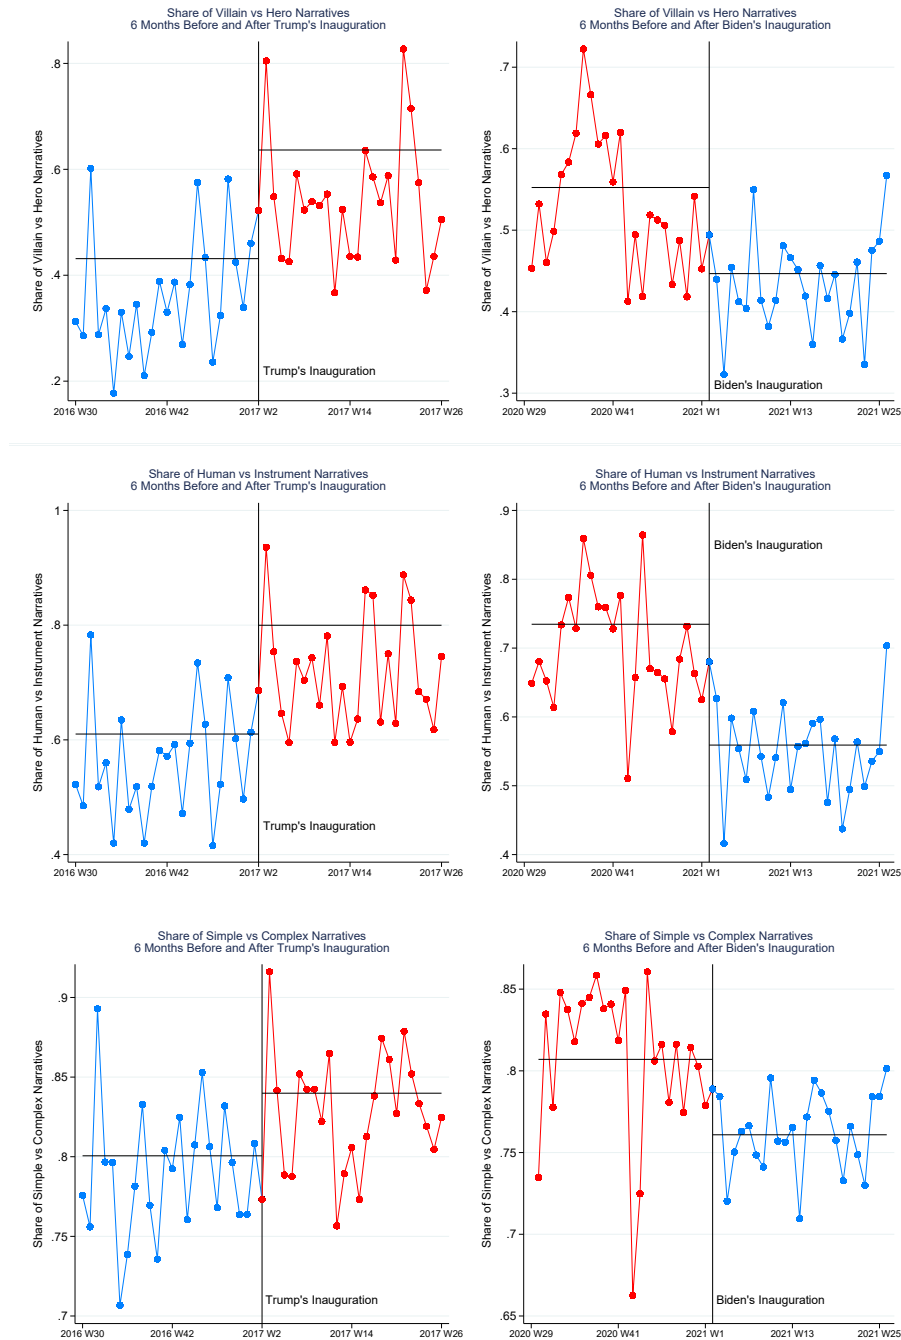 Share of Villain vs Hero Narratives
6 Months Before and After Trump's Inauguration
Share of Villain vs Hero Narratives
.8
.6
.4
.2
Trump's Inauguration
2016 W30
2016 W42
2017 W2
2017 W14
2017 W26
Share of Villain vs Hero Narratives
6 Months Before and After Biden's Inauguration
Share of Villain vs Hero Narratives
.7
.6
.5
.4
.3
Biden's Inauguration
2020 W29
2020 W41
2021 W1
2021 W13
2021 W25
Share of Human vs Instrument Narratives
6 Months Before and After Trump's Inauguration
Share of Human vs Instrument Narratives
1
.8
.6
.4
Trump's Inauguration
2016 W30
2016 W42
2017 W2
2017 W14
2017 W26
Share of Human vs Instrument Narratives
6 Months Before and After Biden's Inauguration
Share of Human vs Instrument Narratives
.9
.8
.7
.6
.5
.4
Biden's Inauguration
2020 W29
2020 W41
2021 W1
2021 W13
2021 W25
Share of Simple vs Complex Narratives
6 Months Before and After Trump's Inauguration
Share of Simple vs Complex Narratives
.9
.85
.8
.75
.7
Trump's Inauguration
2016 W30
2016 W42
2017 W2
2017 W14
2017 W26
Share of Simple vs Complex Narratives
6 Months Before and After Biden's Inauguration
Share of Simple vs Complex Narratives
.85
.8
.75
.7
.65
Biden's Inauguration
2020 W29
2020 W41
2021 W1
2021 W13
2021 W25